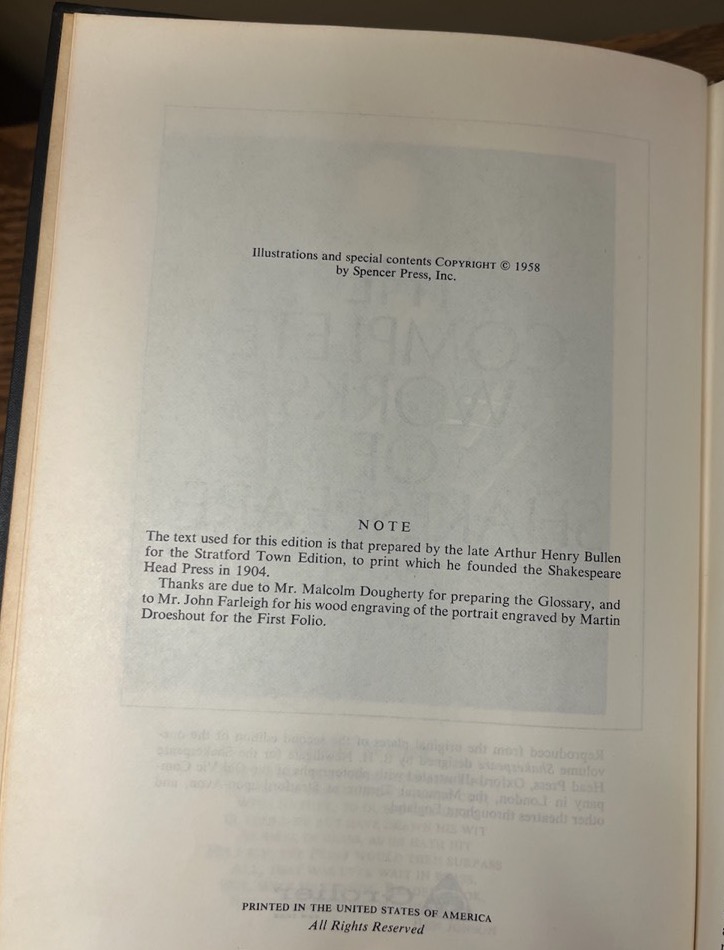 Illustrations and special contents COPYRIGHT © 1958
by Spencer Press, Inc.
NOTE
The text used for this edition is that prepared by the late Arthur Henry Bullen
for the Stratford Town Edition, to print which he founded the Shakespeare
Head Press in 1904.
Thanks are due to Mr. Malcolm Dougherty for preparing the Glossary, and
to Mr. John Farleigh for his wood engraving of the portrait engraved by Martin
Droeshout for the First Folio.
PRINTED IN THE UNITED STATES OF AMERICA
All Rights Reserved